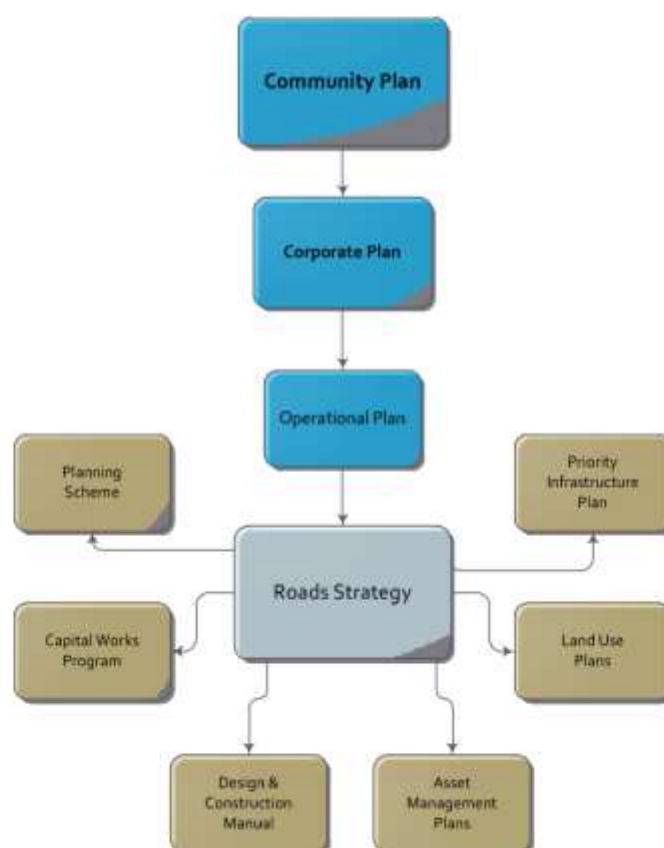 Community Plan
Corporate Plan
Operational Plan
Planning
Scheme
Priority
Infrastructure
Plan
Roads Strategy
Capital Works
Program
Land Use
Plans
Design &
Construction
Manual
Asset
Management
Plans